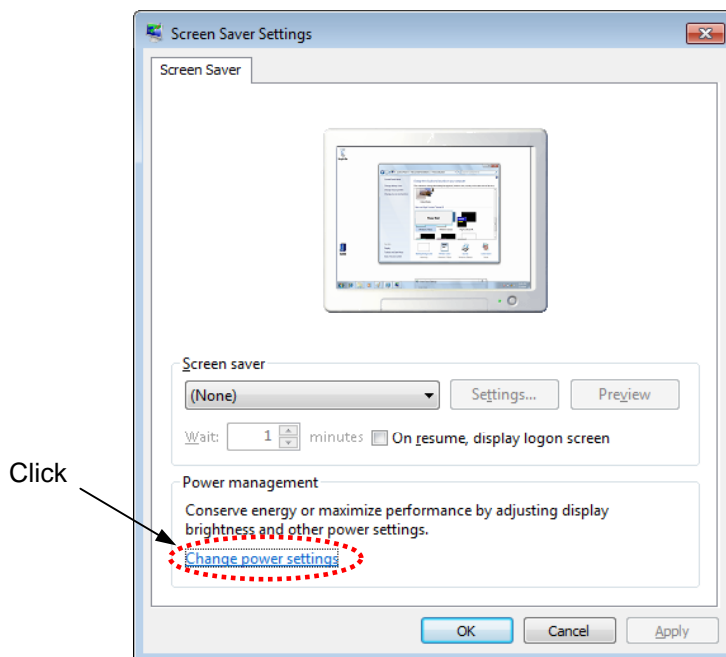 Screen Saver Settings
Screen Saver
Screen saver
(None)
Settings...
Preview
Wait: 1 minutes On resume, display logon screen
Click
Power management
Conserve energy or maximize performance by adjusting display
brightness and other power settings.
Change power settings
OK
Cancel
Apply